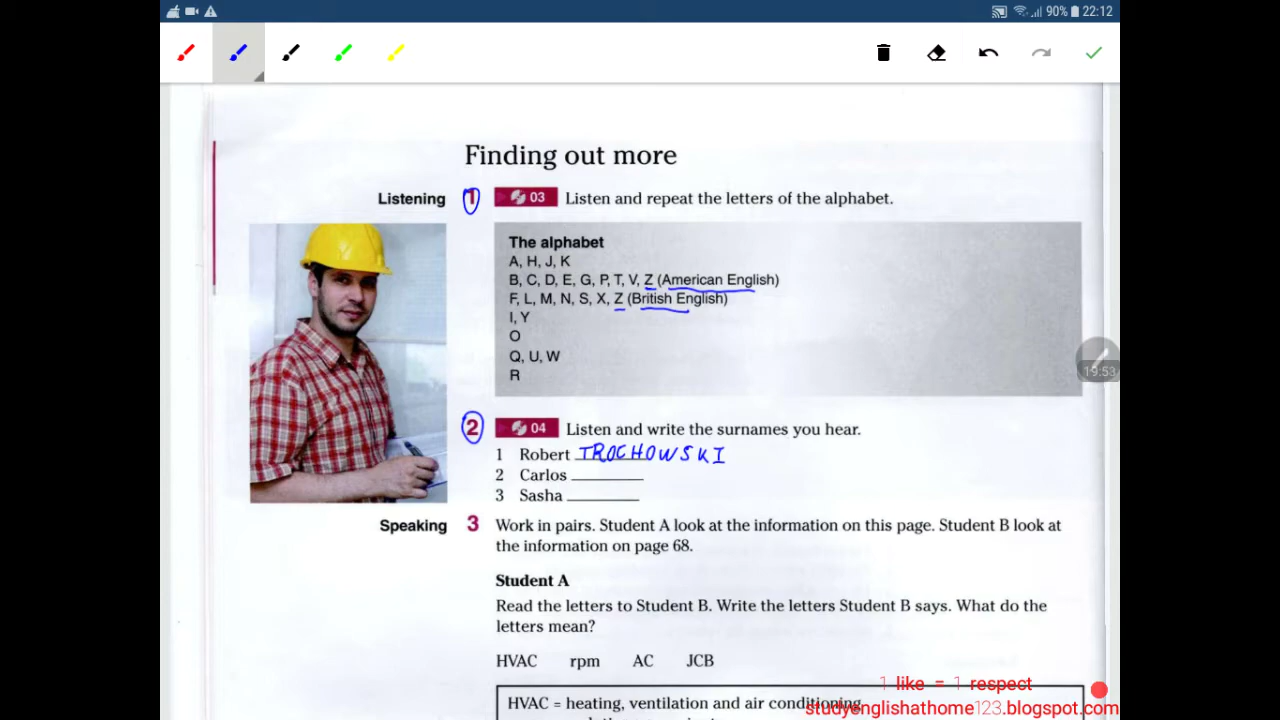 90% 22:12
Finding out more
Listening 1 03 Listen and repeat the letters of the alphabet.
The alphabet
A, H, J, K
B, C, D, E, G, P, T, V, Z (American English)
F, L, M, N, S, X, Z (British English)
I, Y
O
Q, U, W
R
19:53
2 04 Listen and write the surnames you hear.
1 Robert TROCHOWSKI
2 Carlos
3 Sasha
Speaking 3 Work in pairs. Student A look at the information on this page. Student B look at
the information on page 68.
Student A
Read the letters to Student B. Write the letters Student B says. What do the
letters mean?
HVAC rpm AC JCB
1 like = 1 respect
HVAC = heating, ventilation and air conditioning
studyenglishathome123.blogspot.com